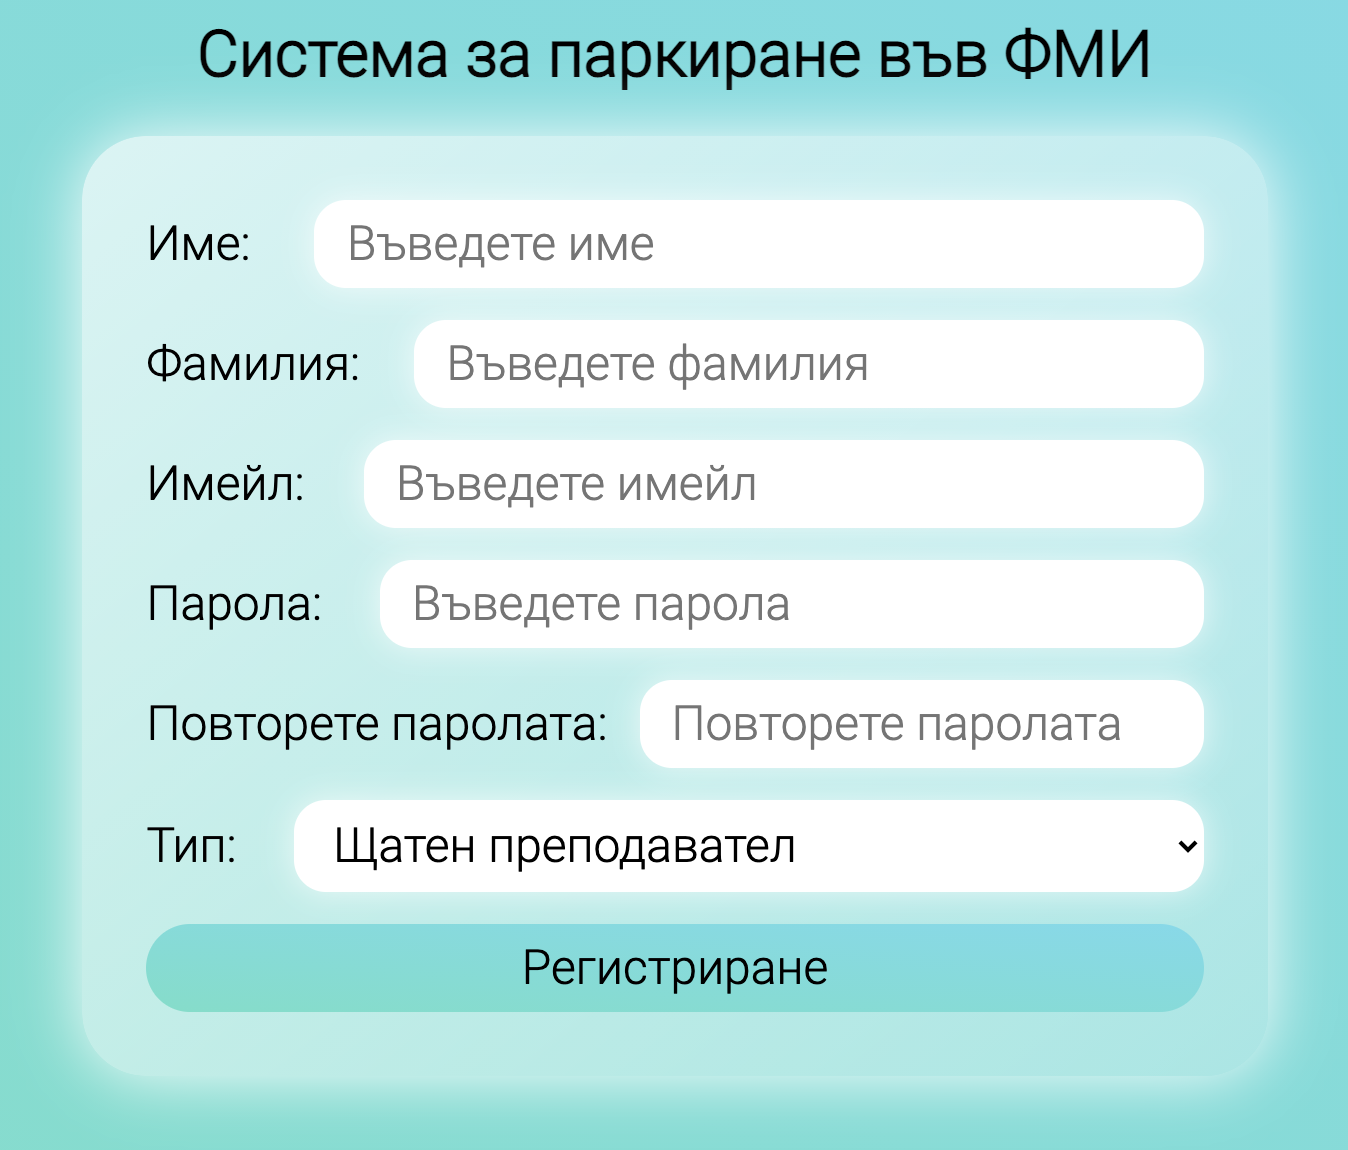 Система за паркиране във ФМИ
Име: Въведете име
Фамилия: Въведете фамилия
Имейл: Въведете имейл
Парола: Въведете парола
Повторете паролата: Повторете паролата
Тип: Щатен преподавател
Регистриране